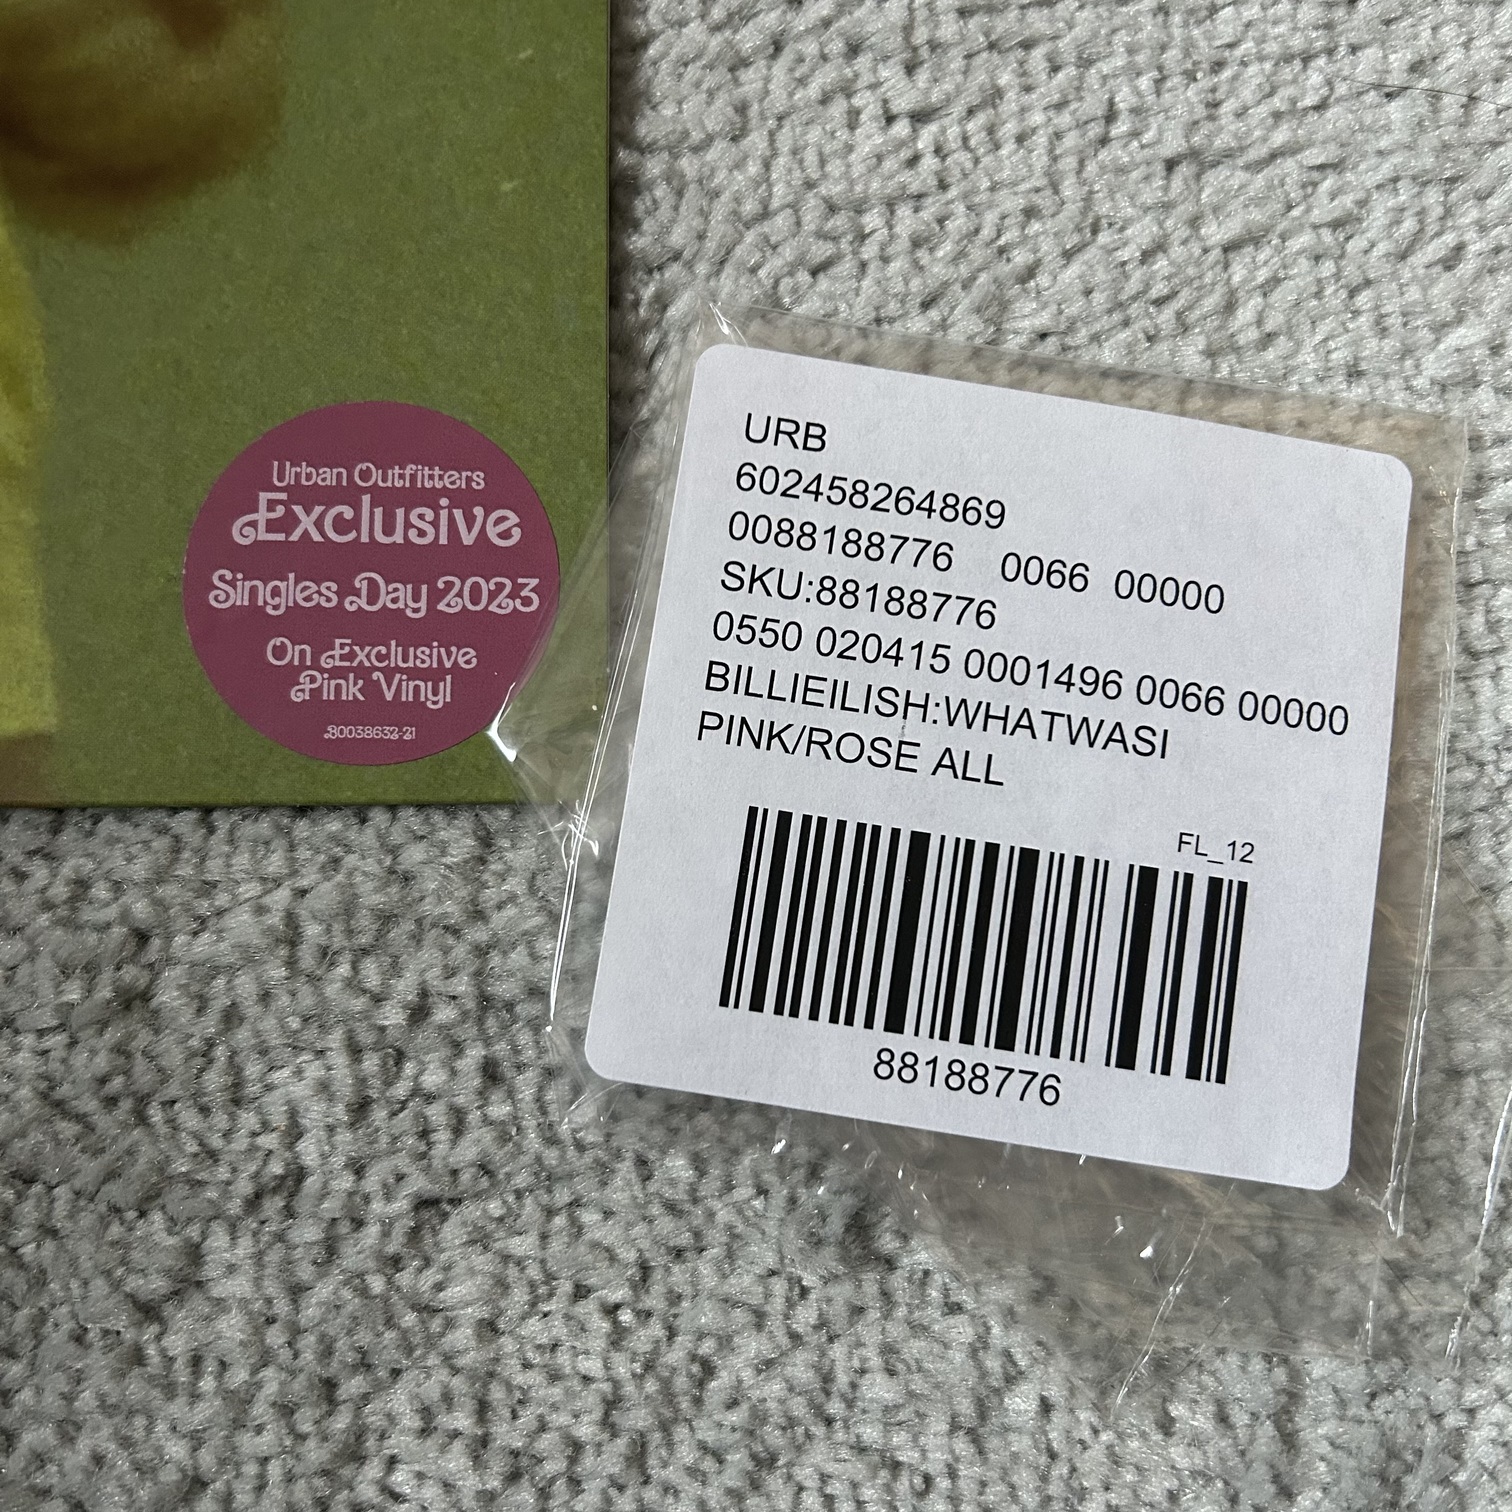 Urban Outfitters
Exclusive
Singles Day 2023
On Exclusive
Pink Vinyl
B0038632-21
URB
602458264869
0088188776 0066 00000
SKU:88188776
0550 020415 0001496 0066 00000
BILLIEILISH:WHATWASI
PINK/ROSE ALL
FL_12
88188776